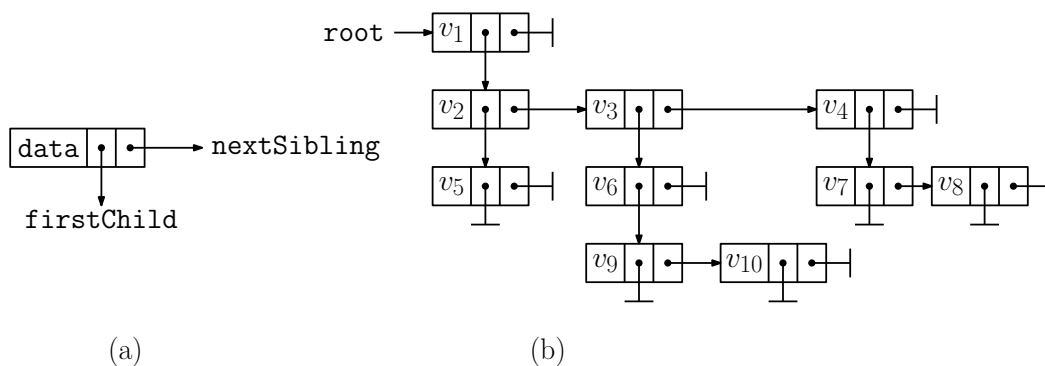 root v1
v2 v3 v4
data nextSibling
firstChild
v5 v6 v7 v8
v9 v10
(a) (b)